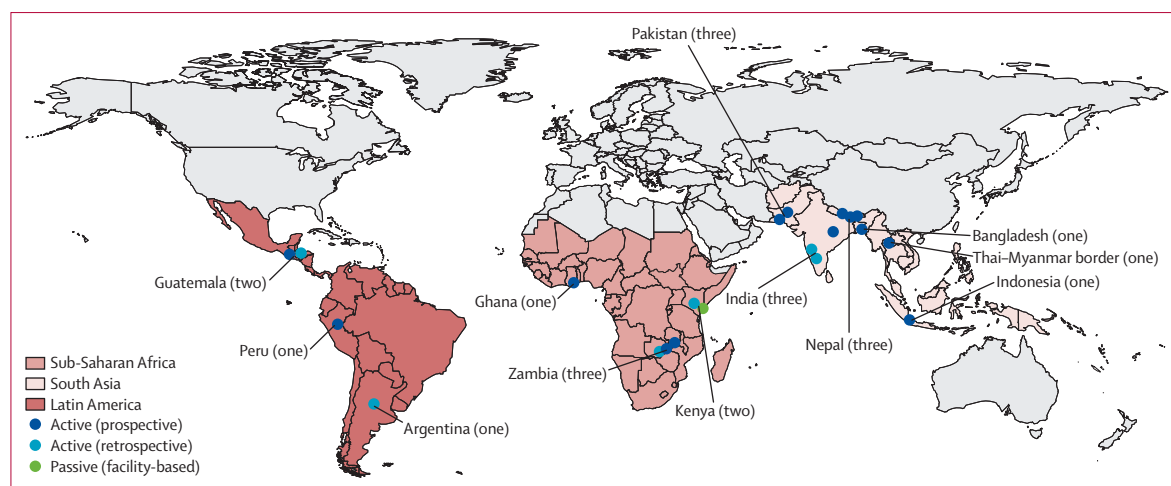 Pakistan (three)
Bangladesh (one)
Thai–Myanmar border (one)
Indonesia (one)
Guatemala (two)
Ghana (one)
India (three)
Nepal (three)
Peru (one)
Zambia (three)
Kenya (two)
Argentina (one)
Sub-Saharan Africa
South Asia
Latin America
Active (prospective)
Active (retrospective)
Passive (facility-based)